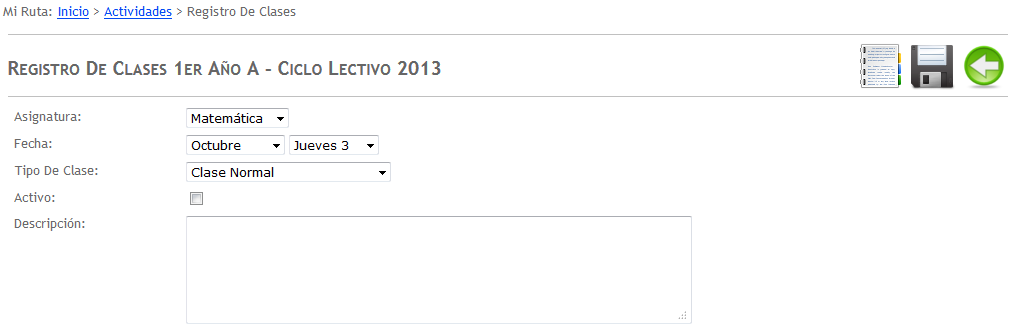 Mi Ruta: Inicio > Actividades > Registro De Clases
Registro De Clases 1er Año A - Ciclo Lectivo 2013
Asignatura: Matemática
Fecha: Octubre Jueves 3
Tipo De Clase: Clase Normal
Activo:
Descripción: